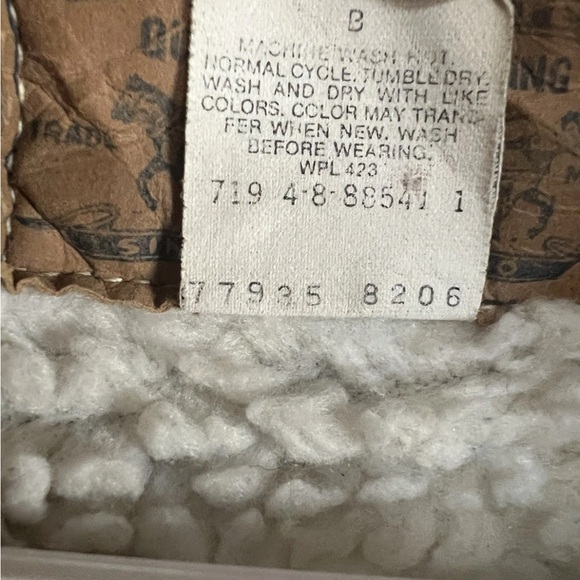 B
MACHINE WASH HOT.
NORMAL CYCLE. TUMBLE DRY.
WASH AND DRY WITH LIKE
COLORS. COLOR MAY TRANS-
FER WHEN NEW. WASH
BEFORE WEARING.
WPL 423
719 4-8-88541 1
77935 8206
TRADE